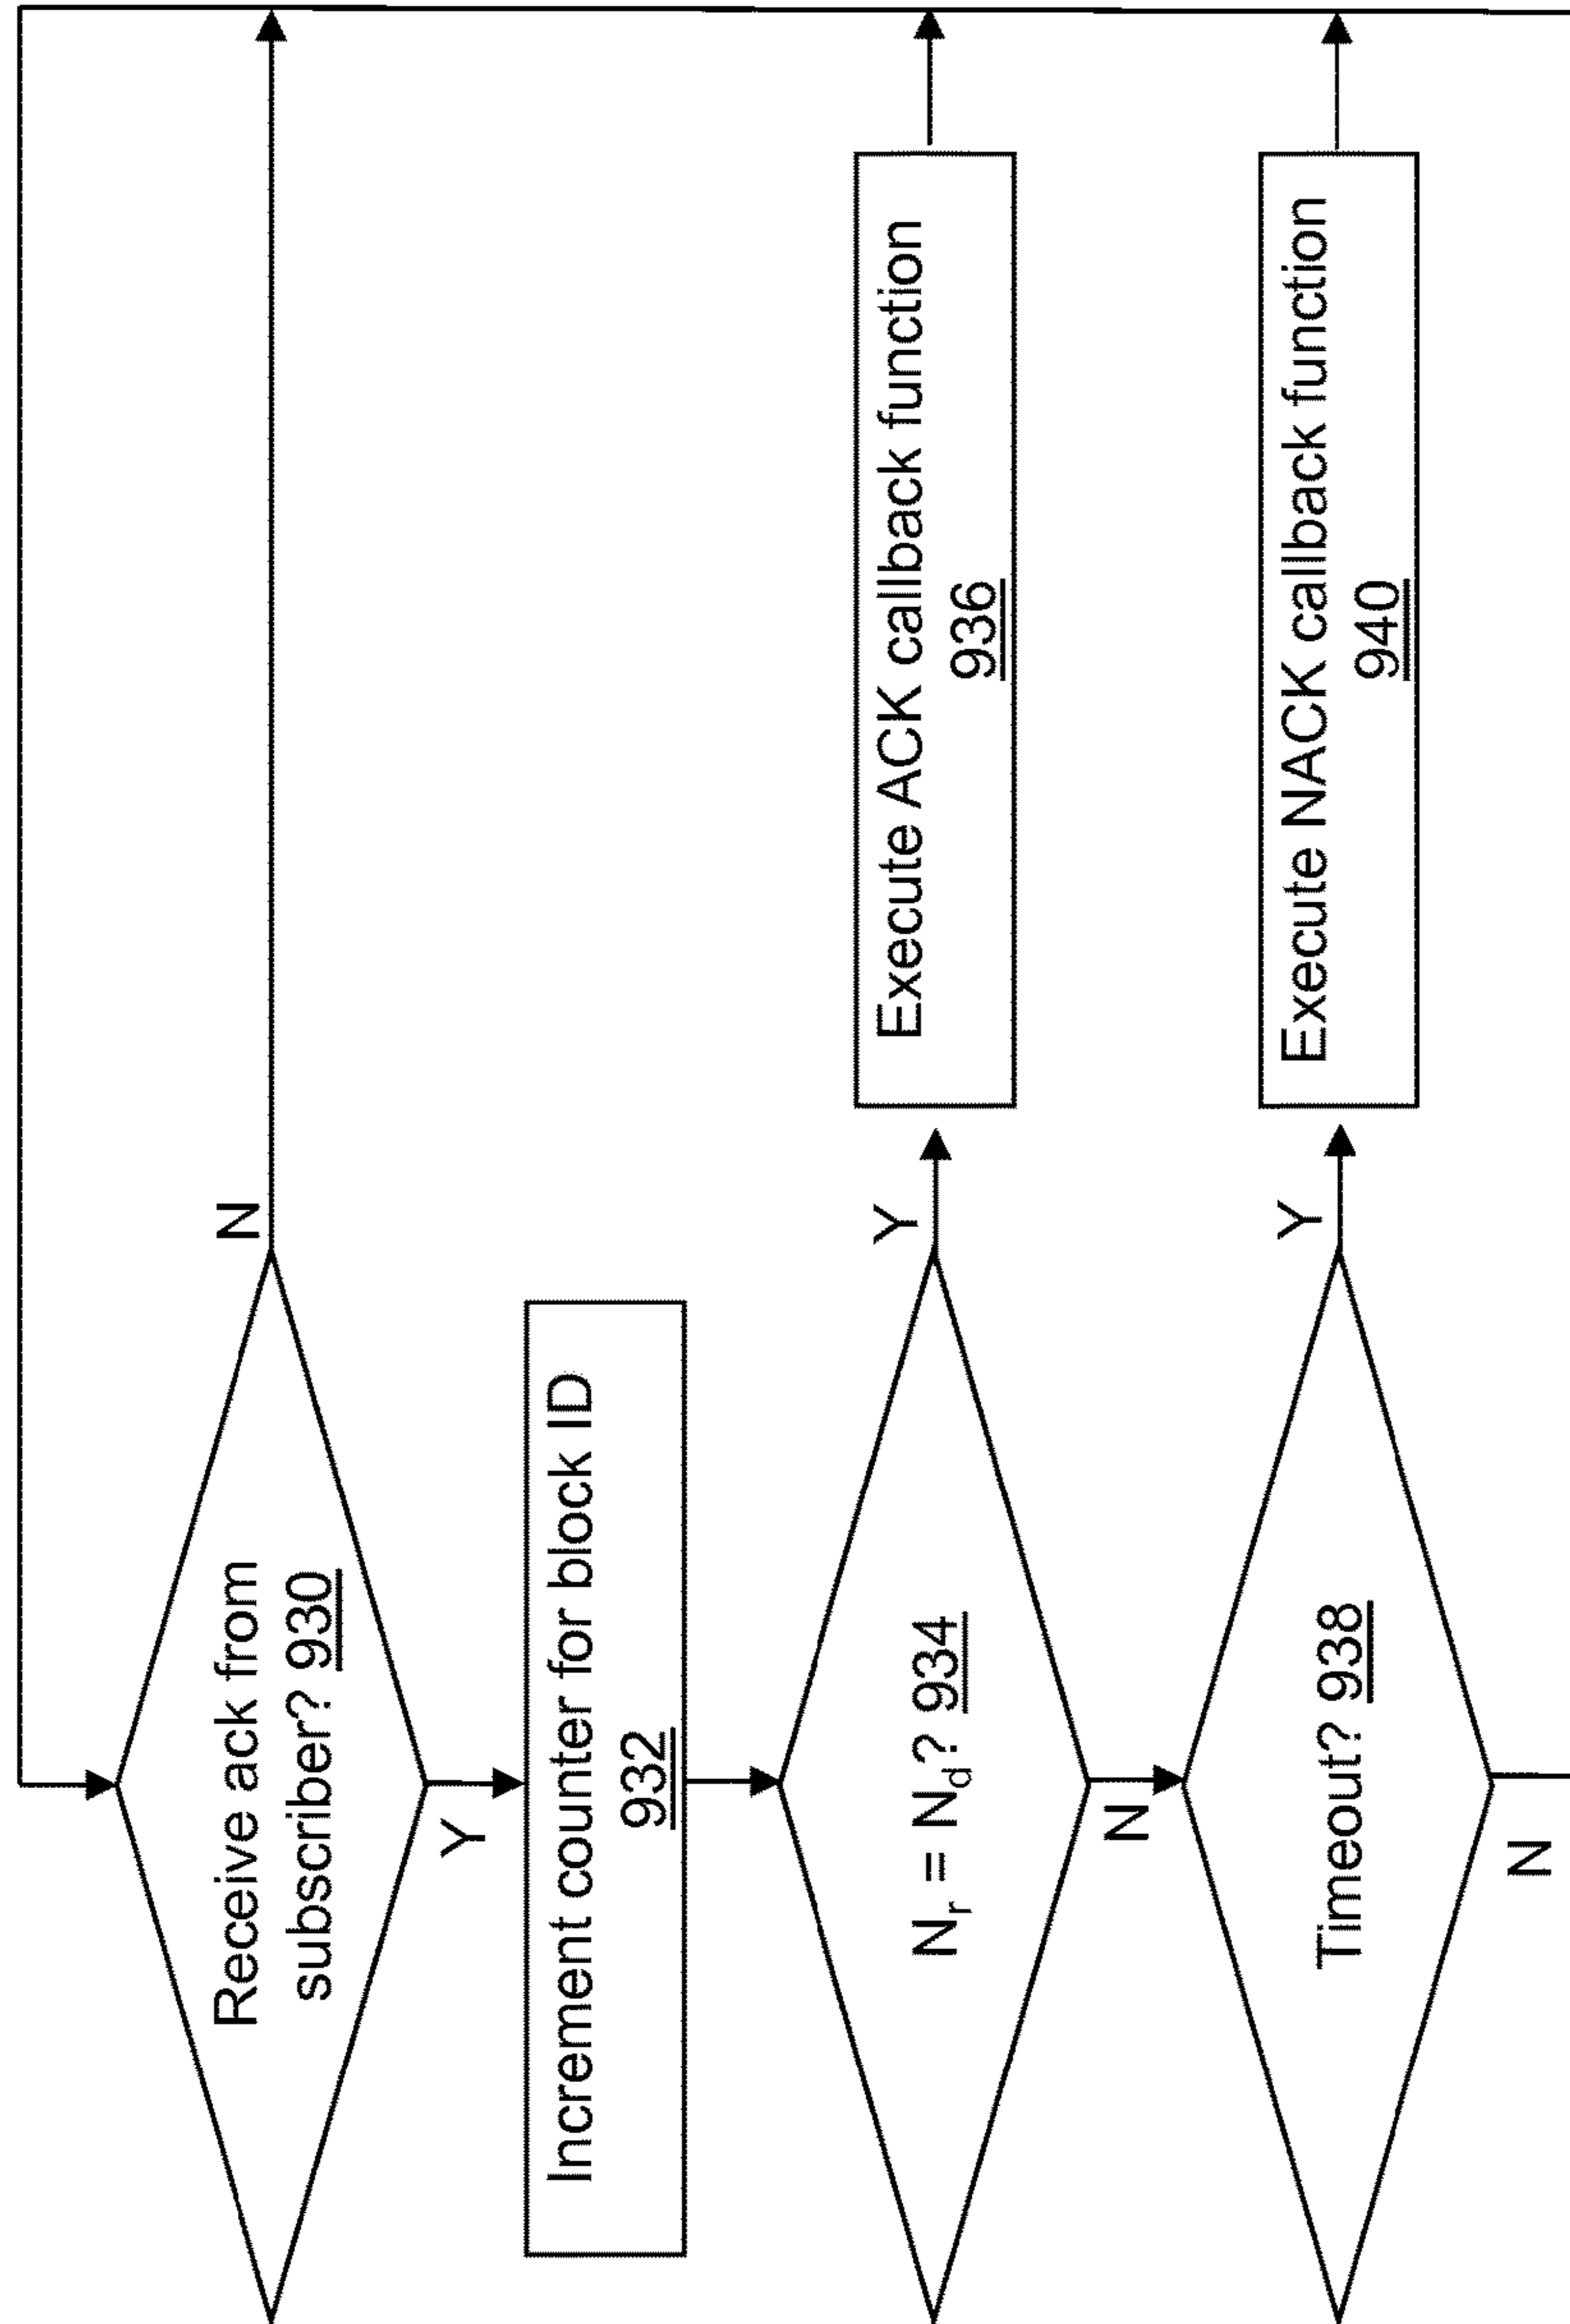 Receive ack from
subscriber? 930
N
Y
Increment counter for block ID
932
Nr = Nd? 934
Y
Execute ACK callback function
936
N
Timeout? 938
Y
Execute NACK callback function
940
N